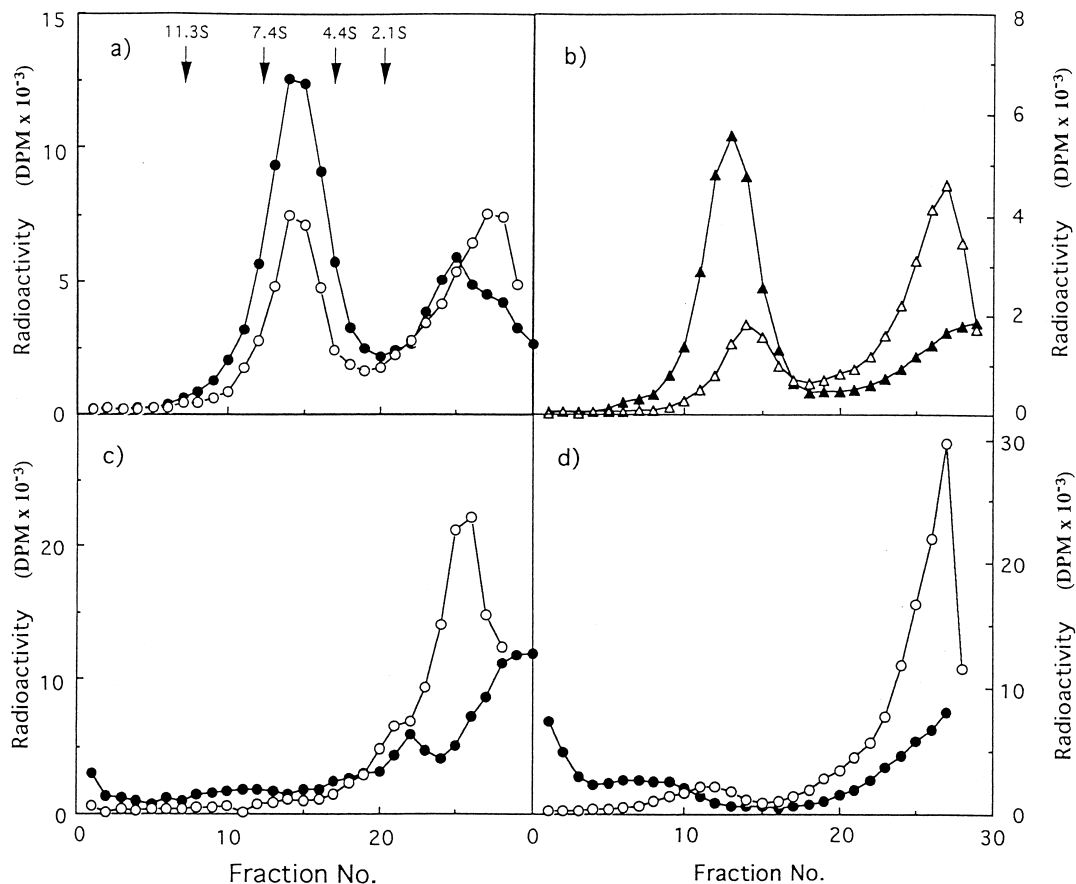 15
10
5
0
Radioactivity (DPM x 10-3)
a)
11.3S 7.4S 4.4S 2.1S
b)
8
6
4
2
0
Radioactivity (DPM x 10-3)
c)
20
10
0
Radioactivity (DPM x 10-3)
0 10 20
Fraction No.
d)
30
20
10
0
Radioactivity (DPM x 10-3)
0 10 20 30
Fraction No.